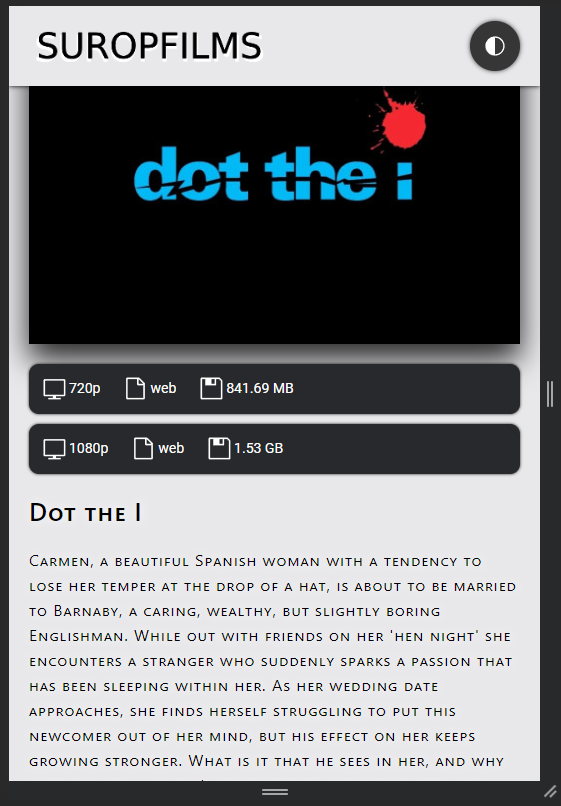 SUROPFILMS
dot the i
720p web 841.69 MB
1080p web 1.53 GB
Dot the I
Carmen, a beautiful Spanish woman with a tendency to
lose her temper at the drop of a hat, is about to be married
to Barnaby, a caring, wealthy, but slightly boring
Englishman. While out with friends on her 'hen night' she
encounters a stranger who suddenly sparks a passion that
has been sleeping within her. As her wedding date
approaches, she finds herself struggling to put this
newcomer out of her mind, but his effect on her keeps
growing stronger. What is it that he sees in her, and why